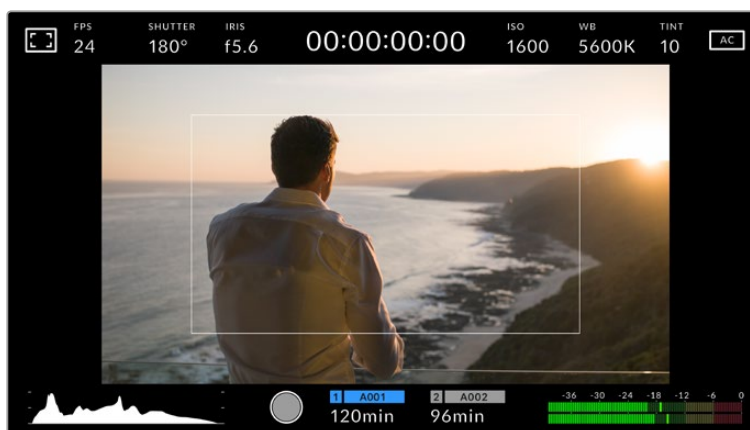 FPS SHUTTER IRIS ISO WB TINT
24 180° f5.6 00:00:00:00 1600 5600K 10 AC
1 A001 2 A002
120min 96min
-36 -30 -24 -18 -12 -6 0